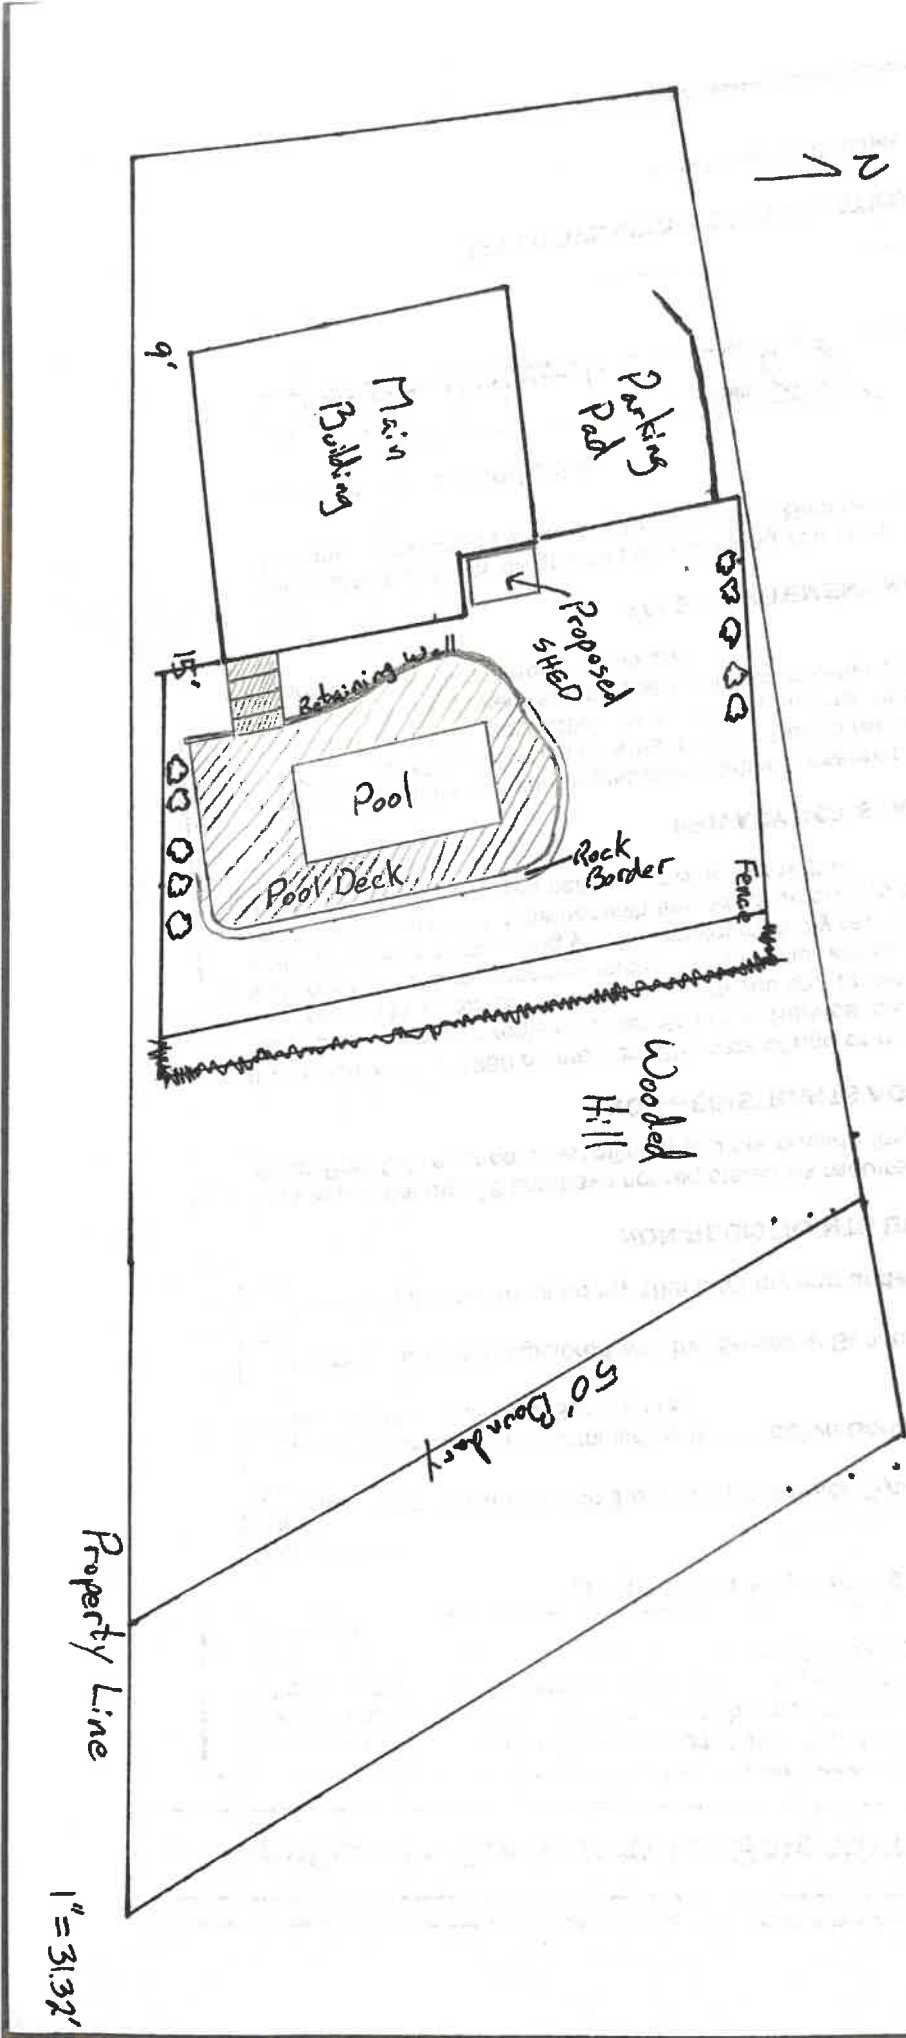 N
Parking
Pad
Main
Building
9'
Proposed
SHED
15'
Retaining Wall
Pool
Pool Deck
Rock
Border
Fence
Wooded
Hill
50' Boundary
Property Line
1"=31.32'